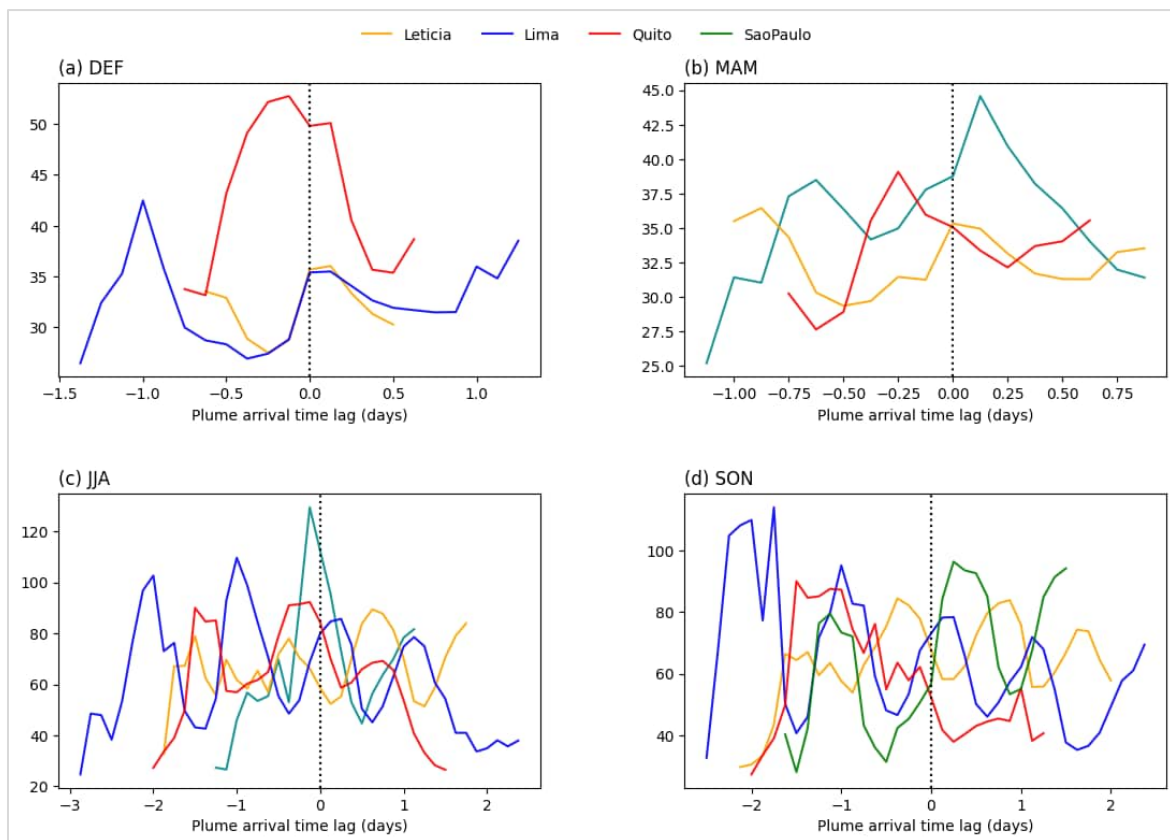 Leticia Lima Quito SaoPaulo
(a) DEF
50
45
40
35
30
−1.5 −1.0 −0.5 0.0 0.5 1.0
Plume arrival time lag (days)
(b) MAM
45.0
42.5
40.0
37.5
35.0
32.5
30.0
27.5
25.0
−1.00 −0.75 −0.50 −0.25 0.00 0.25 0.50 0.75
Plume arrival time lag (days)
(c) JJA
120
100
80
60
40
20
−3 −2 −1 0 1 2
Plume arrival time lag (days)
(d) SON
100
80
60
40
−2 −1 0 1 2
Plume arrival time lag (days)